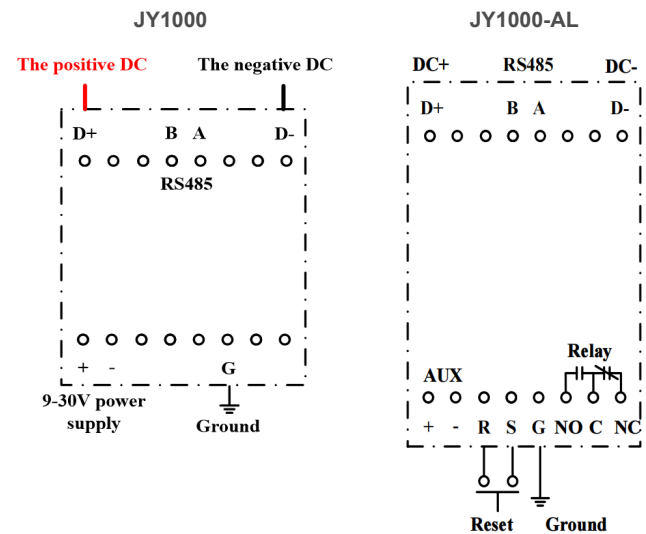 JY1000
The positive DC The negative DC
D+ B A D-
RS485
+ - G
9-30V power
supply
Ground
JY1000-AL
DC+ RS485 DC-
D+ B A D-
Relay
AUX
+ - R S G NO C NC
Reset Ground